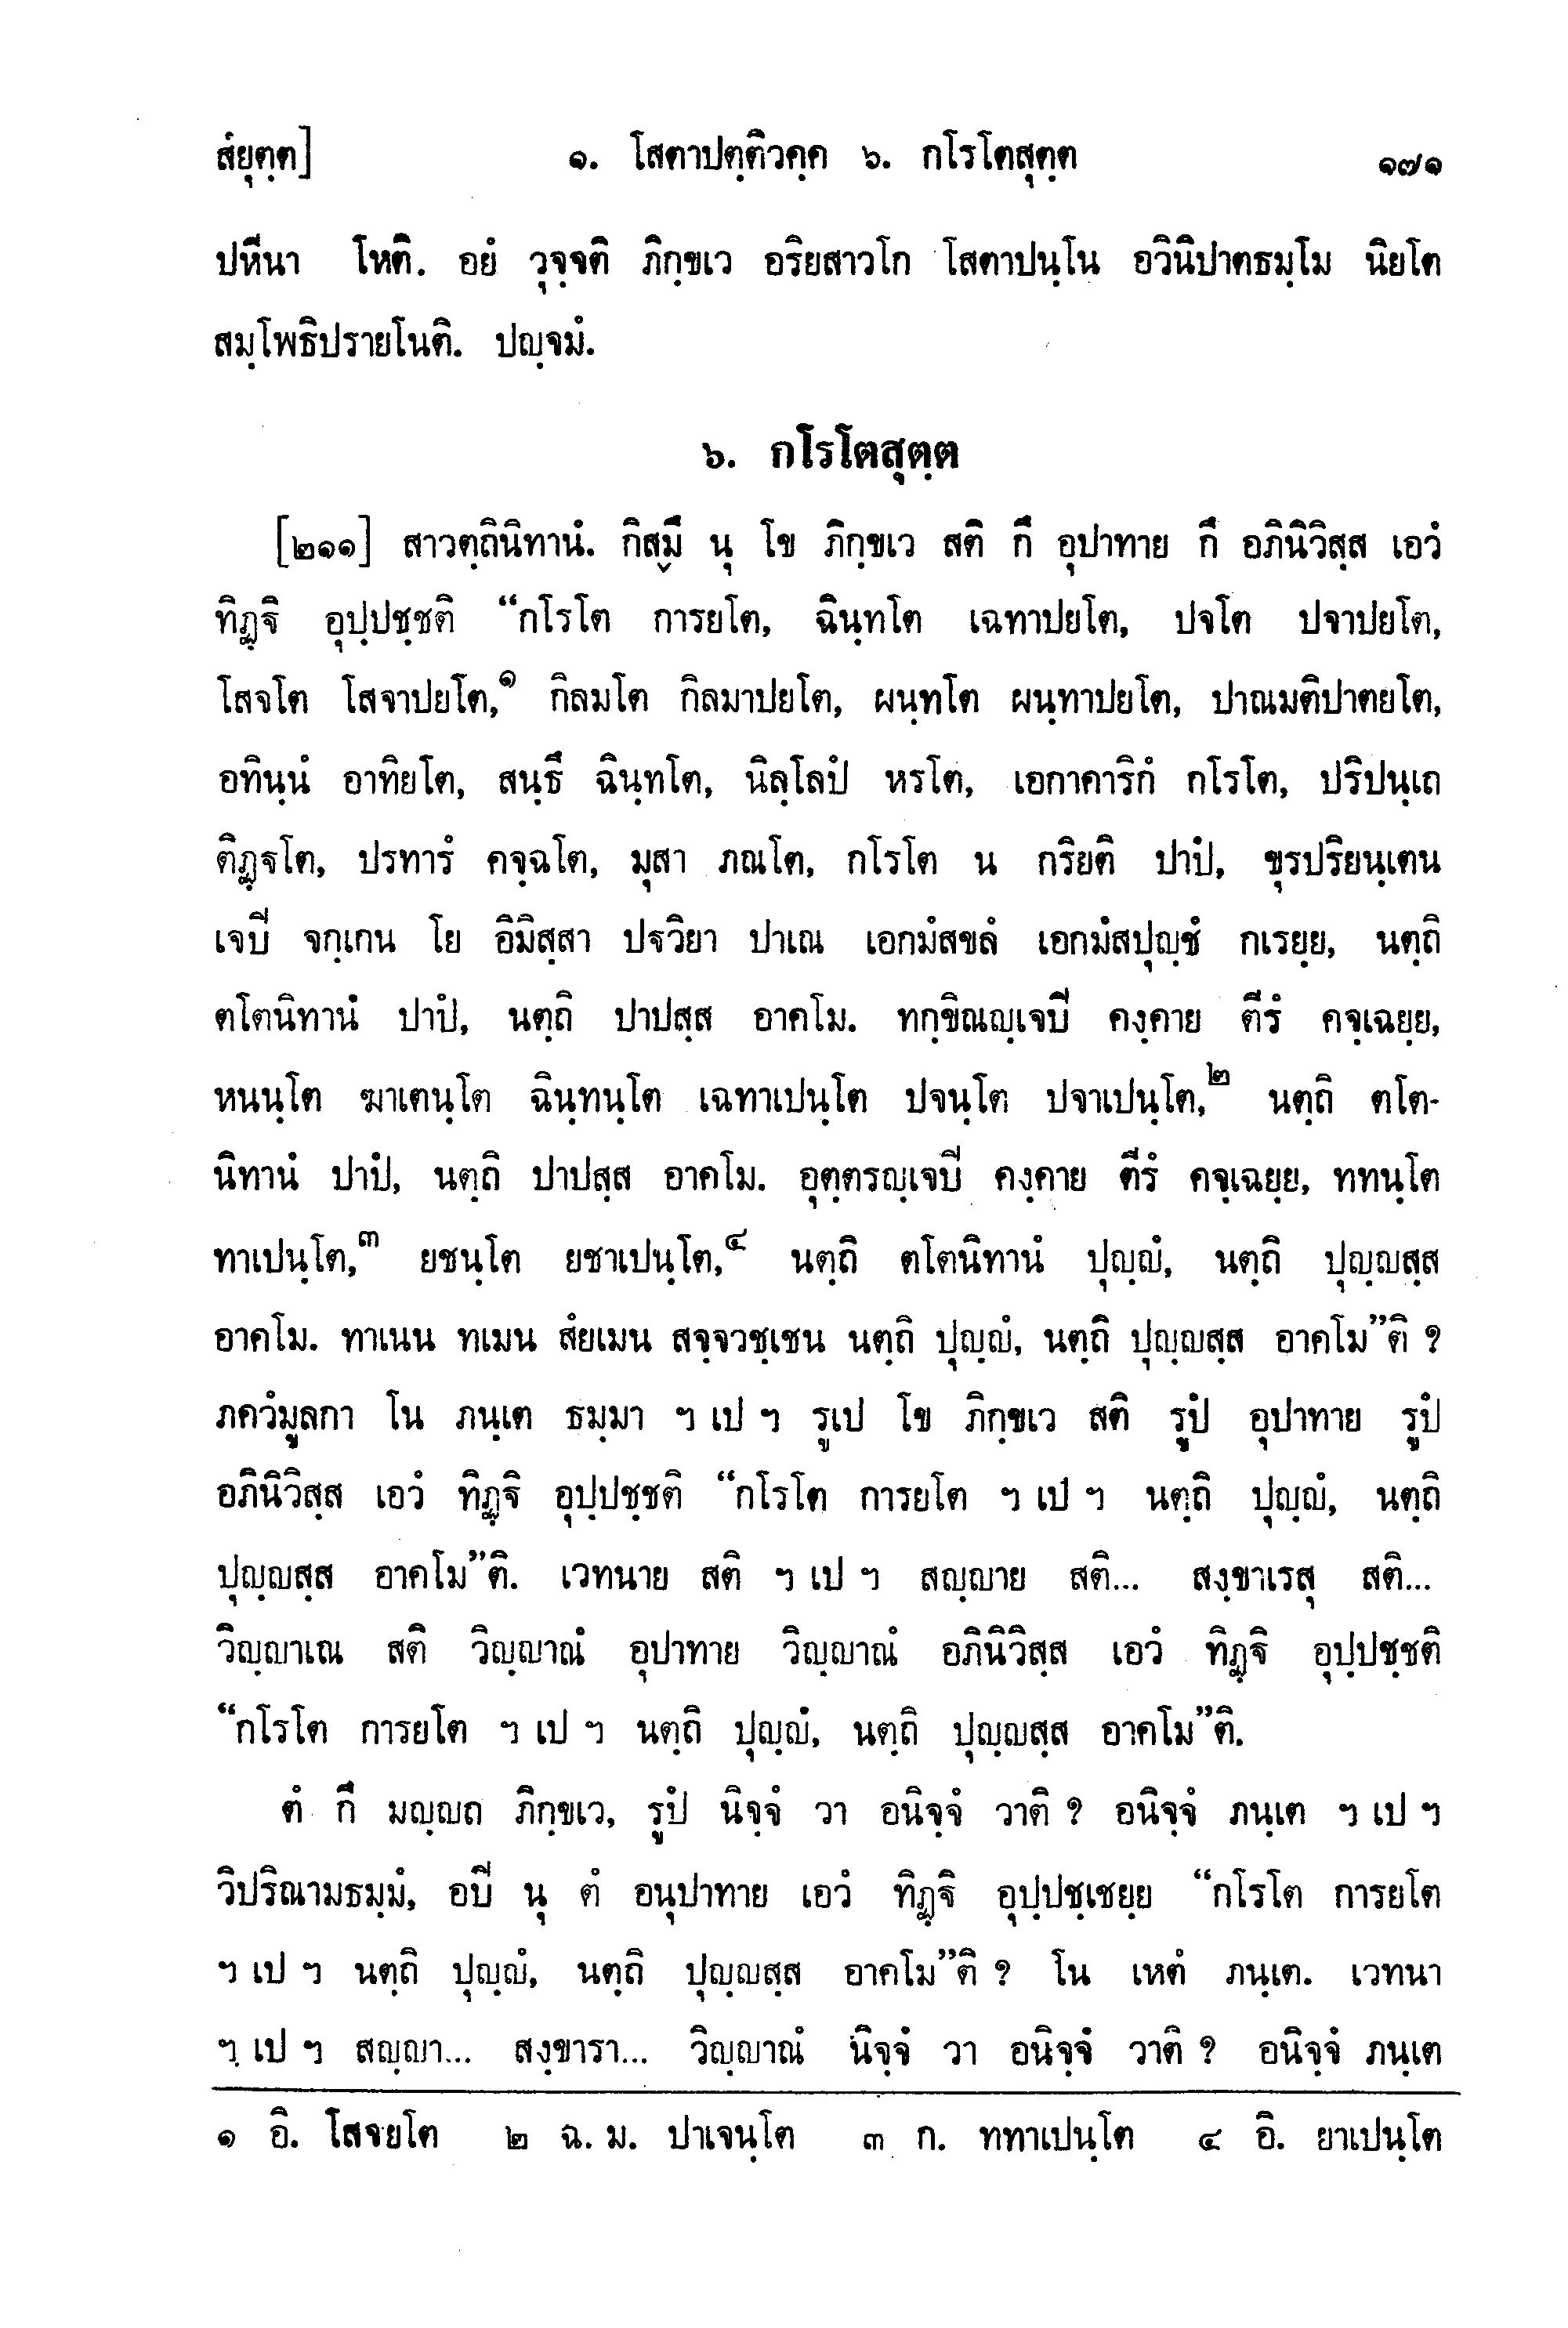 สํยุตฺต] ๑. โสตาปตฺติวคฺค ๖. กโรโตสุตฺต ๑๗๑
ปหีนา โหติ. อยํ วุจฺจติ ภิกฺขเว อริยสาวโก โสตาปนฺโน อวินิปาตธมฺโม นิยโต
สมฺโพธิปรายโนติ. ปญฺจมํ.
๖. กโรโตสุตฺต
[๒๑๑] สาวตฺถินิทานํ. กิสฺมึ นุ โข ภิกฺขเว สติ กึ อุปาทาย กึ อภินิวิสฺส เอวํ
ทิฏฺฐิ อุปฺปชฺชติ “กโรโต การยโต, ฉินฺทโต เฉทาปยโต, ปจโต ปจาปยโต,
โสจโต โสจาปยโต,๑ กิลมโต กิลมาปยโต, ผนฺทโต ผนฺทาปยโต, ปาณมติปาตยโต,
อทินฺนํ อาทิยโต, สนฺธึ ฉินฺทโต, นิลฺโลปํ หรโต, เอกาคาริกํ กโรโต, ปริปนฺเถ
ติฏฺฐโต, ปรทารํ คจฺฉโต, มุสา ภณโต, กโรโต น กริยติ ปาปํ, ขุรปริยนฺเตน
เจปี จกฺเกน โย อิมิสฺสา ปฐวิยา ปาเณ เอกมํสขลํ เอกมํสปุญฺชํ กเรยฺย, นตฺถิ
ตโตนิทานํ ปาปํ, นตฺถิ ปาปสฺส อาคโม. ทกฺขิณญฺเจปี คงฺคาย ตีรํ คจฺเฉยฺย,
หนนฺโต ฆาเตนฺโต ฉินฺทนฺโต เฉทาเปนฺโต ปจนฺโต ปจาเปนฺโต,๒ นตฺถิ ตโต-
นิทานํ ปาปํ, นตฺถิ ปาปสฺส อาคโม. อุตฺตรญฺเจปี คงฺคาย ตีรํ คจฺเฉยฺย, ททนฺโต
ทาเปนฺโต,๓ ยชนฺโต ยชาเปนฺโต,๔ นตฺถิ ตโตนิทานํ ปุญฺญํ, นตฺถิ ปุญฺญสฺส
อาคโม. ทาเนน ทเมน สํยเมน สจฺจวชฺเชน นตฺถิ ปุญฺญํ, นตฺถิ ปุญฺญสฺส อาคโม”ติ ?
ภควํมูลกา โน ภนฺเต ธมฺมา ฯ เป ฯ รูเป โข ภิกฺขเว สติ รูปํ อุปาทาย รูปํ
อภินิวิสฺส เอวํ ทิฏฺฐิ อุปฺปชฺชติ “กโรโต การยโต ฯ เป ฯ นตฺถิ ปุญฺญํ, นตฺถิ
ปุญฺญสฺส อาคโม”ติ. เวทนาย สติ ฯ เป ฯ สญฺญาย สติ... สงฺขาเรสุ สติ...
วิญฺญาเณ สติ วิญฺญาณํ อุปาทาย วิญฺญาณํ อภินิวิสฺส เอวํ ทิฏฺฐิ อุปฺปชฺชติ
“กโรโต การยโต ฯ เป ฯ นตฺถิ ปุญฺญํ, นตฺถิ ปุญฺญสฺส อาคโม”ติ.
ตํ กึ มญฺญถ ภิกฺขเว, รูปํ นิจฺจํ วา อนิจฺจํ วาติ ? อนิจฺจํ ภนฺเต ฯ เป ฯ
วิปริณามธมฺมํ, อปี นุ ตํ อนุปาทาย เอวํ ทิฏฺฐิ อุปฺปชฺเชยฺย “กโรโต การยโต
ฯ เป ฯ นตฺถิ ปุญฺญํ, นตฺถิ ปุญฺญสฺส อาคโม”ติ ? โน เหตํ ภนฺเต. เวทนา
ฯ เป ฯ สญฺญา... สงฺขารา... วิญฺญาณํ นิจฺจํ วา อนิจฺจํ วาติ ? อนิจฺจํ ภนฺเต
๑ อิ. โสจยโต ๒ ฉ. ม. ปาเจนฺโต ๓ ก. ททาเปนฺโต ๔ อิ. ยาเปนฺโต